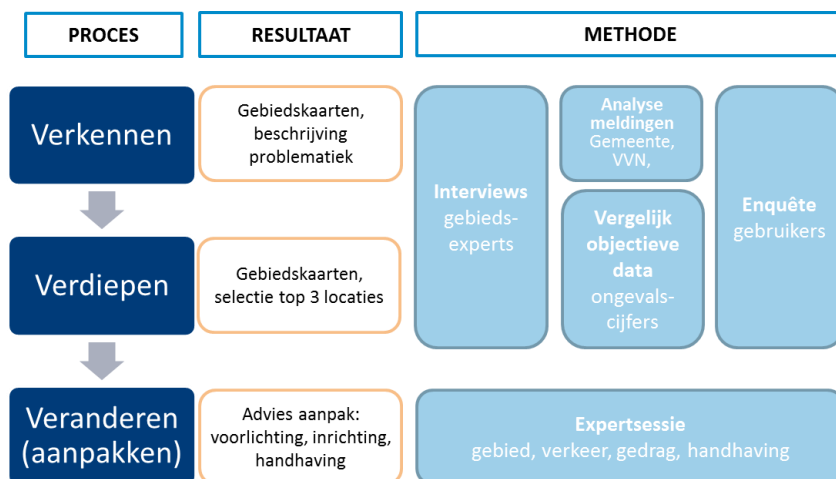 PROCES
RESULTAAT
METHODE
Verkennen
Gebiedskaarten,
beschrijving
problematiek
Interviews
gebieds-
experts
Analyse
meldingen
Gemeente,
VVN,
Enquête
gebruikers
Vergelijk
objectieve
data
ongevals-
cijfers
Verdiepen
Gebiedskaarten,
selectie top 3 locaties
Veranderen
(aanpakken)
Advies aanpak:
voorlichting, inrichting,
handhaving
Expertsessie
gebied, verkeer, gedrag, handhaving